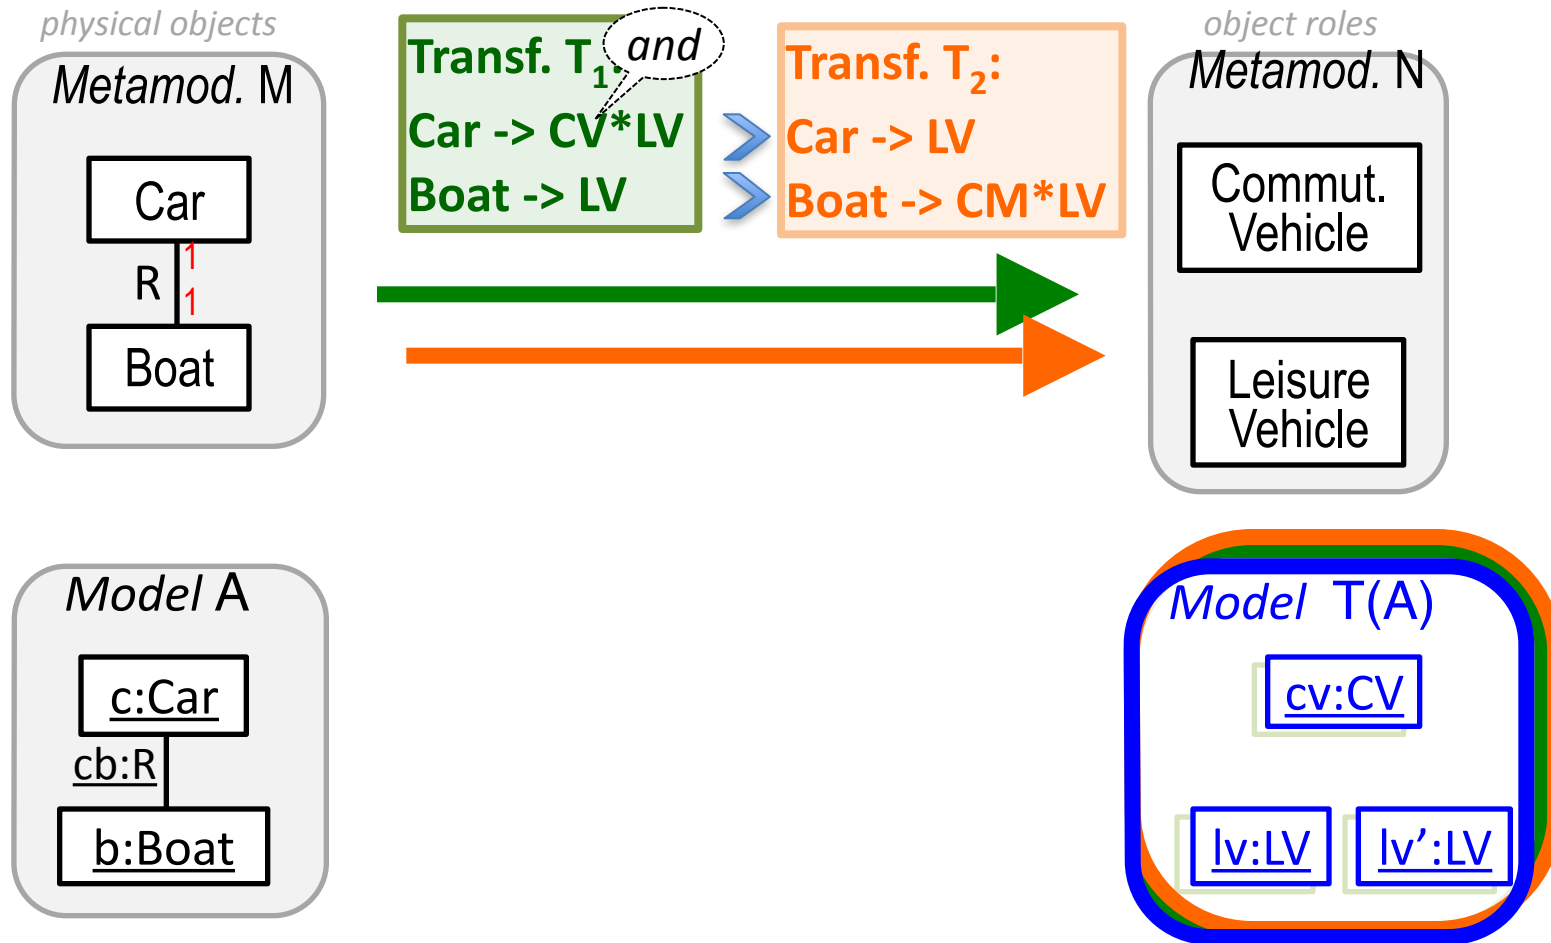 physical objects
Metamod. M
Car
1
R
1
Boat
Transf. T1:
and
Car -> CV*LV
Boat -> LV
Transf. T2:
Car -> LV
Boat -> CM*LV
object roles
Metamod. N
Commut.
Vehicle
Leisure
Vehicle
Model A
c:Car
cb:R
b:Boat
Model T(A)
cv:CV
lv:LV
lv’:LV